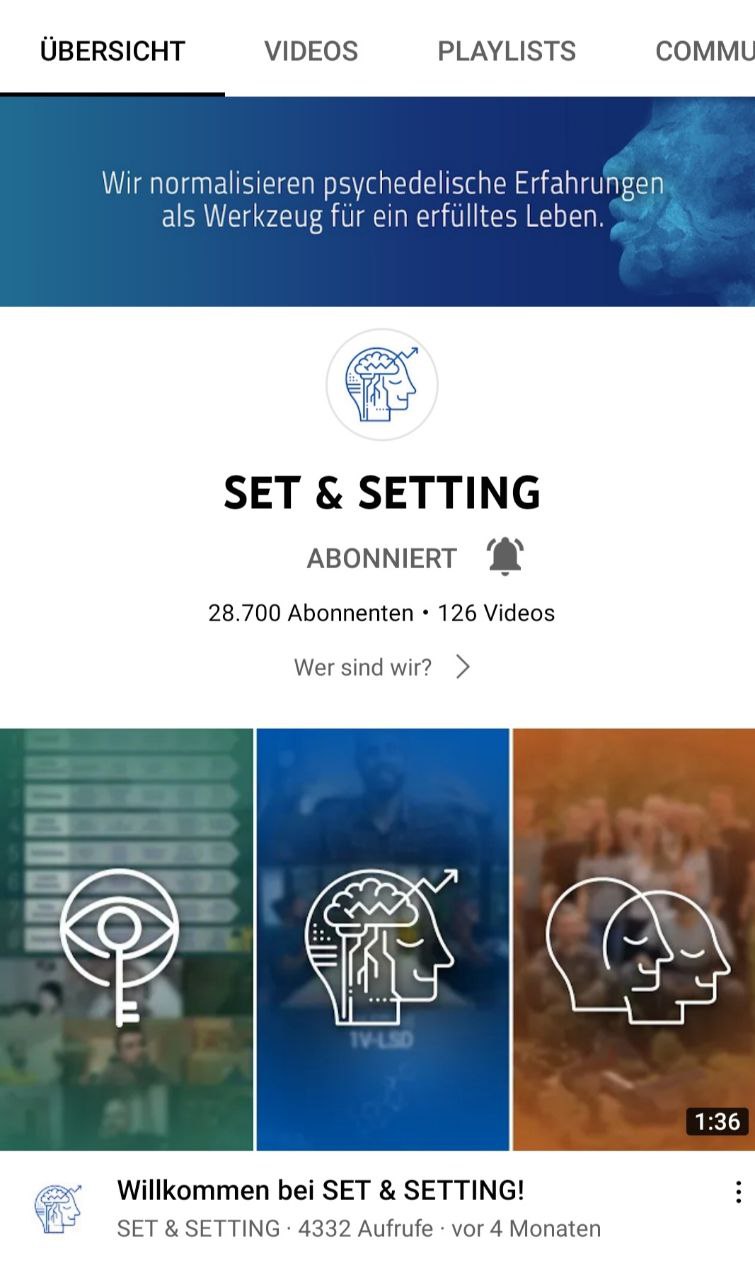 ÜBERSICHT VIDEOS PLAYLISTS COMMU
Wir normalisieren psychedelische Erfahrungen
als Werkzeug für ein erfülltes Leben.
SET & SETTING
ABONNIERT
28.700 Abonnenten • 126 Videos
Wer sind wir?
1V-LSD
1:36
Willkommen bei SET & SETTING!
SET & SETTING · 4332 Aufrufe · vor 4 Monaten